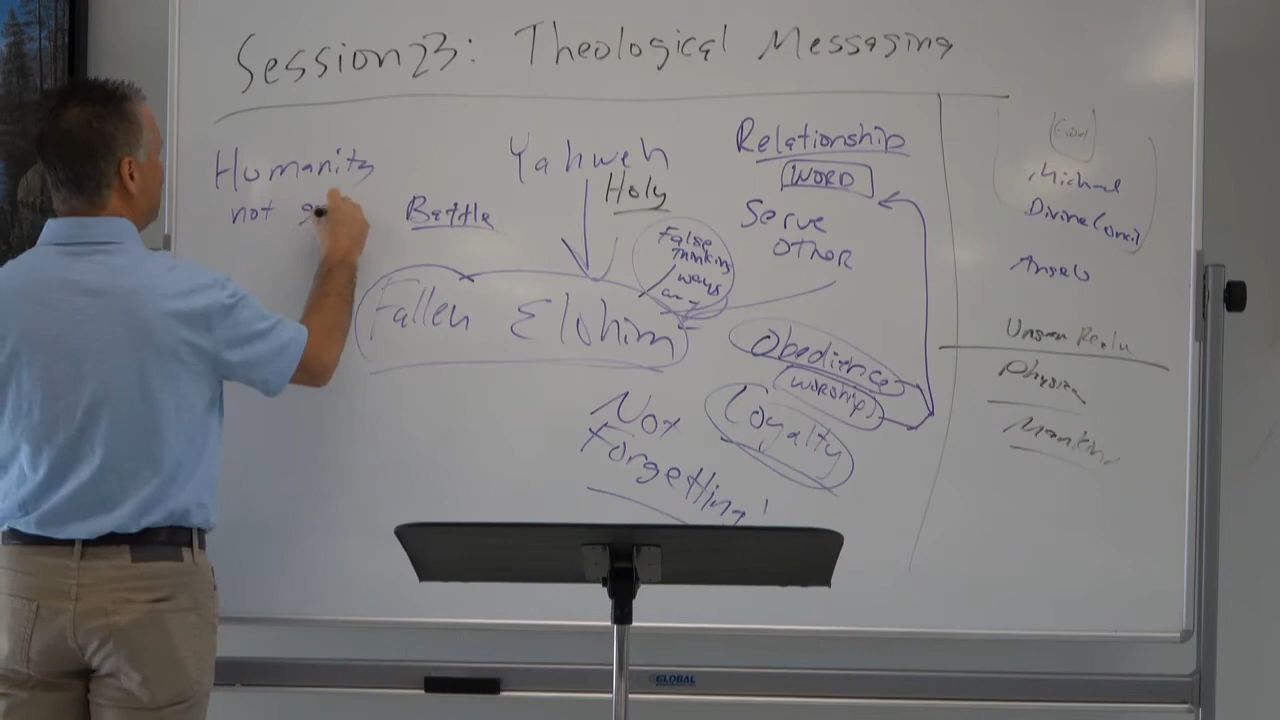 Session 23: Theological Messaging
Humanity
not
Battle
Yahweh
Holy
Fallen Elohim
False
Thinking
ways
Relationship
WORD
Serve
OTHER
Obedience
worship
Loyalty
Not
Forgetting!
Michael
Divine Council
Angels
Unseen Realm
Physical
Mankind
GLOBAL